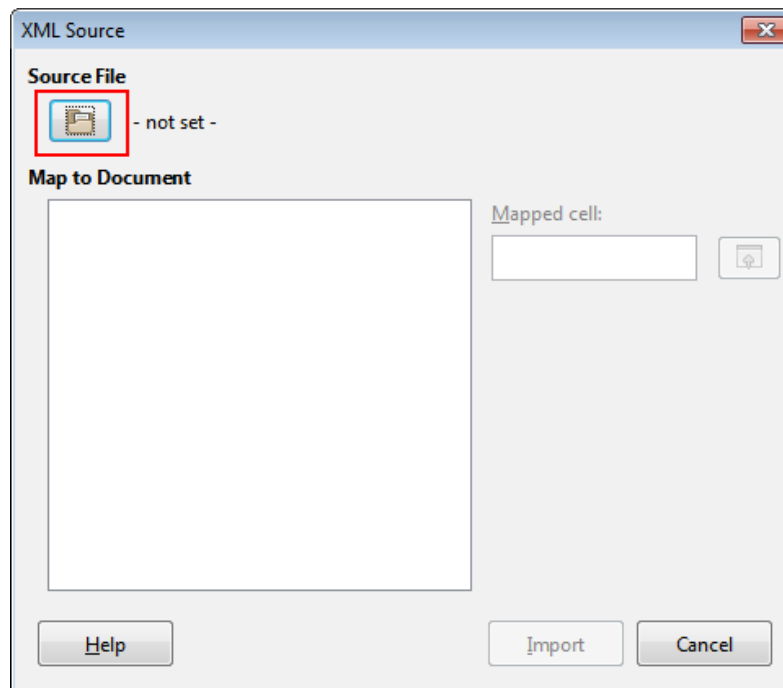 XML Source
Source File
- not set -
Map to Document
Mapped cell:
Help
Import
Cancel